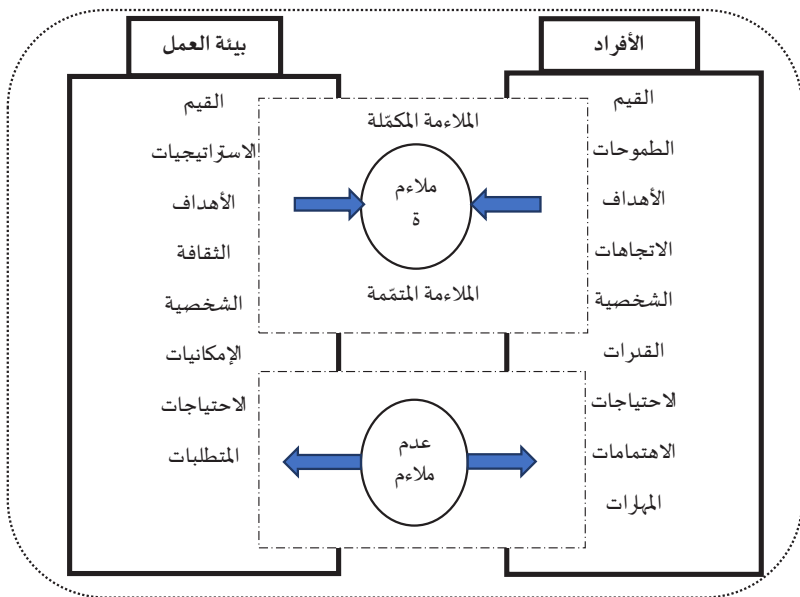 الأفراد
القيم
الطموحات
الأهداف
الاتجاهات
الشخصية
القدرات
الاحتياجات
الاهتمامات
المهارات
الملاءمة المكمّلة
ملاءم
ة
الملاءمة المتمّمة
عدم
ملاءم
بيئة العمل
القيم
الاستراتيجيات
الأهداف
الثقافة
الشخصية
الإمكانيات
الاحتياجات
المتطلبات